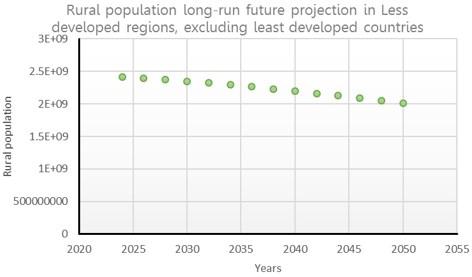 Rural population long-run future projection in Less
developed regions, excluding least developed countries
3E+09
2.5E+09
2E+09
1.5E+09
1E+09
500000000
0
Rural population
2020 2025 2030 2035 2040 2045 2050 2055
Years